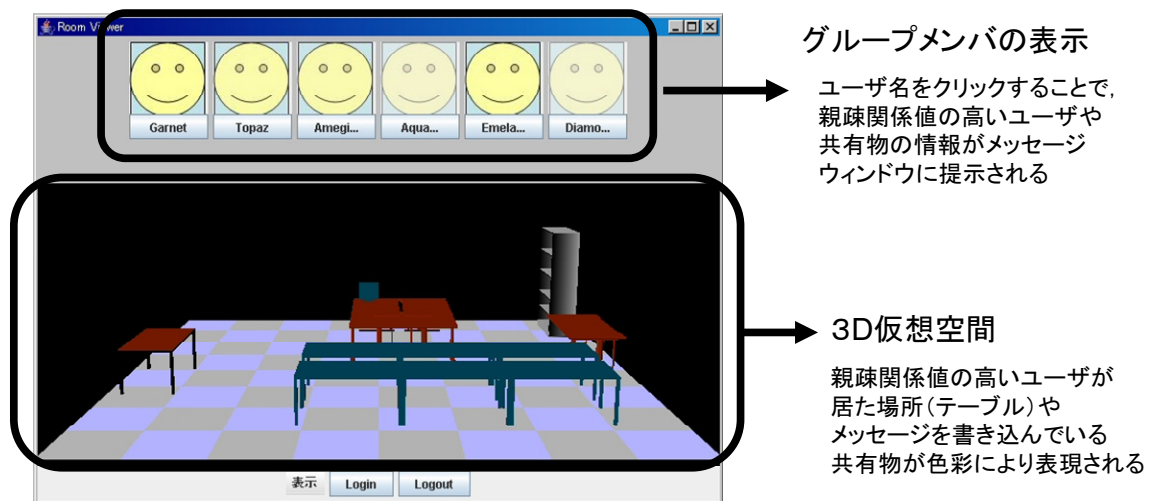 Room Viewer
Garnet
Topaz
Amegi...
Aqua...
Emela...
Diamo...
グループメンバの表示
ユーザ名をクリックすることで,
親疎関係値の高いユーザや
共有物の情報がメッセージ
ウィンドウに提示される
3D仮想空間
親疎関係値の高いユーザが
居た場所(テーブル)や
メッセージを書き込んでいる
共有物が色彩により表現される
表示
Login
Logout